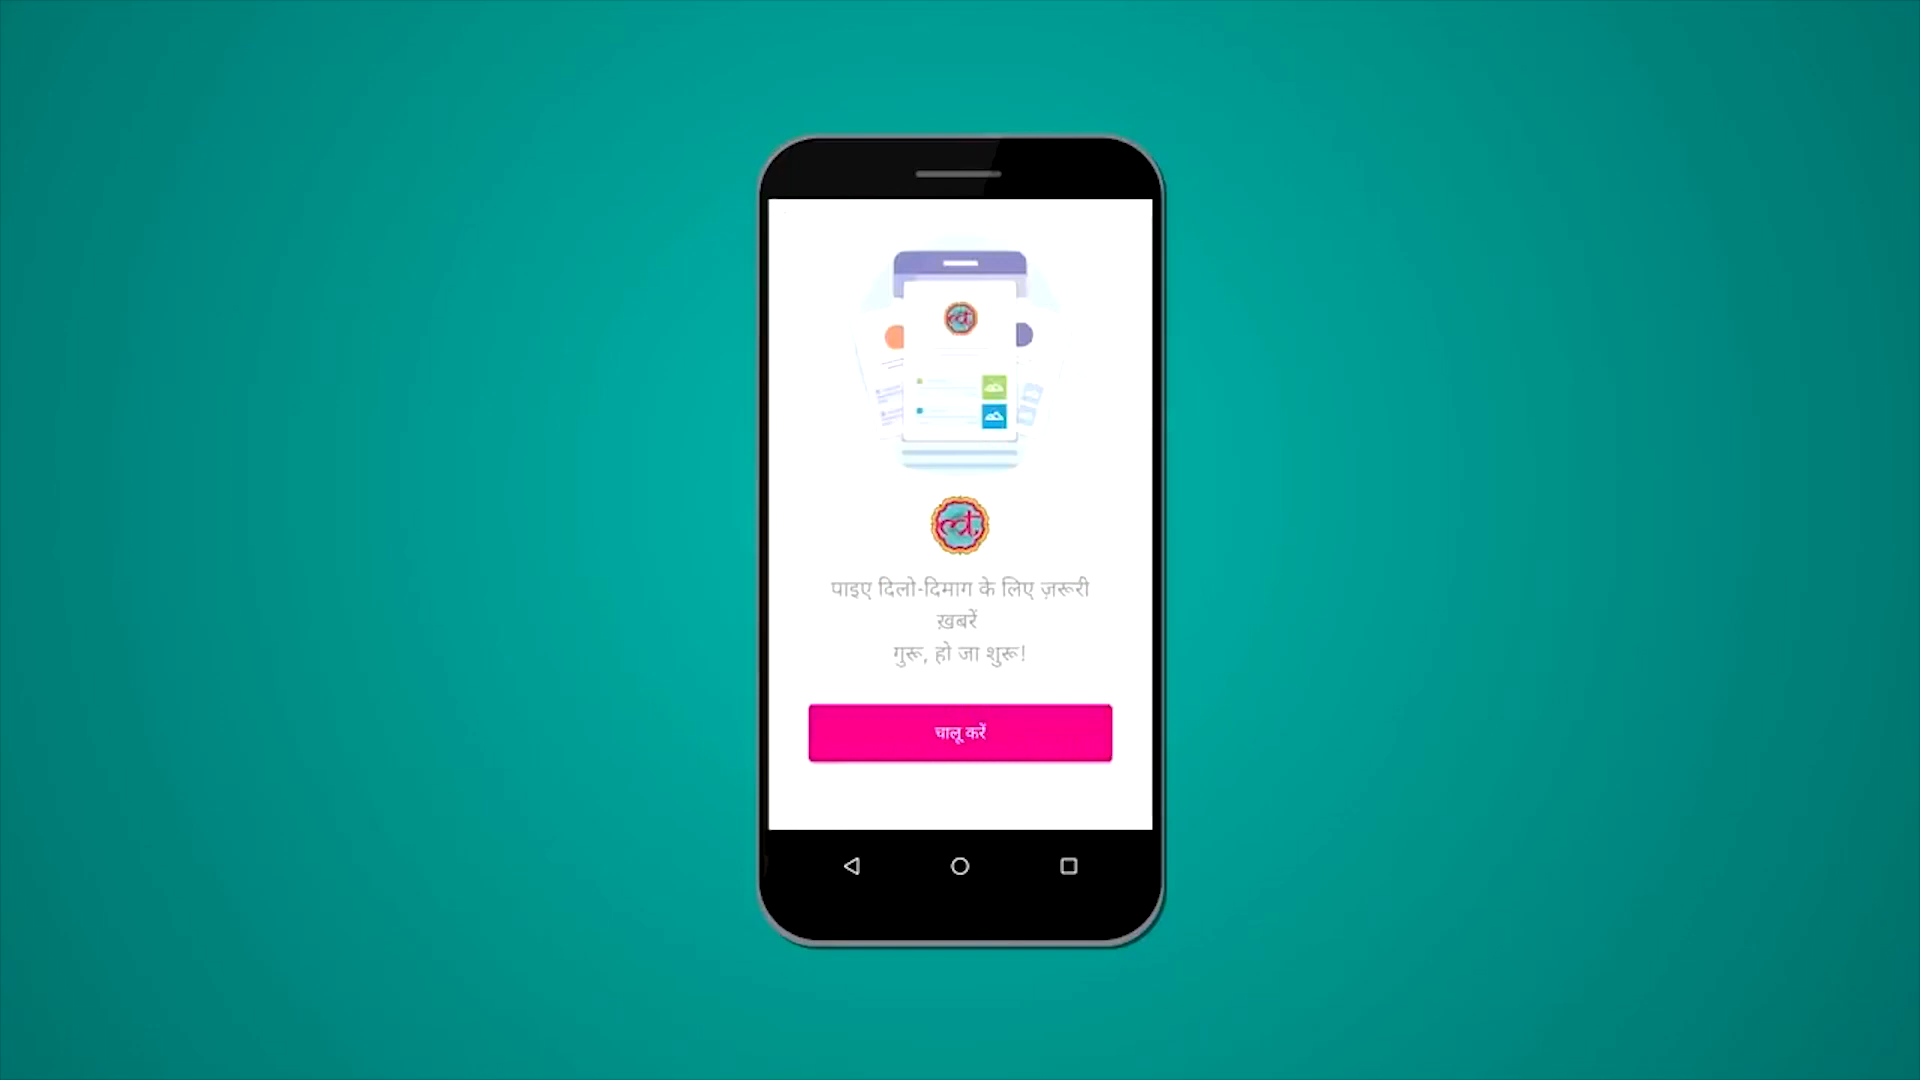 पाइए दिलो-दिमाग के लिए ज़रूरी
ख़बरें
गुरू, हो जा शुरू!
चालू करें